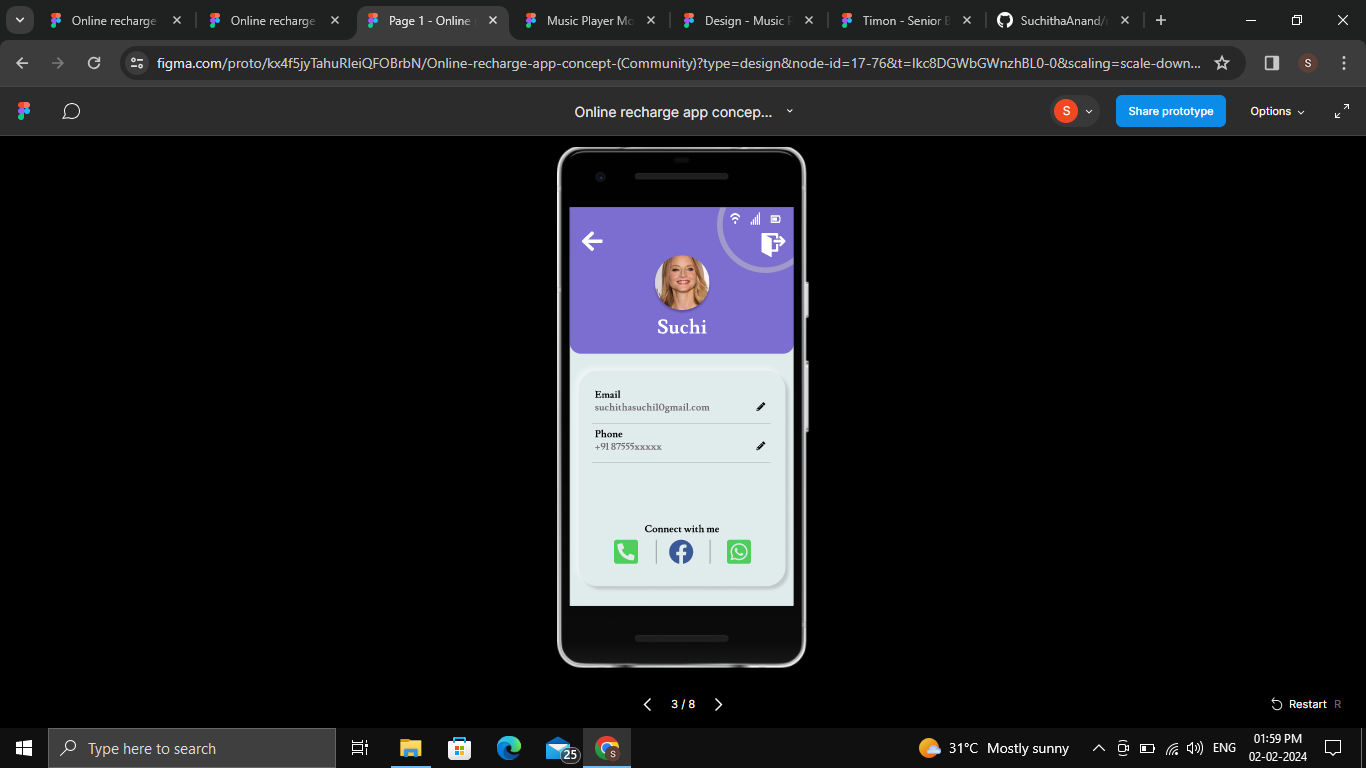 Online recharge
Online recharge
Page 1 - Online
Music Player Mo
Design - Music P
Timon - Senior B
SuchithaAnand/
figma.com/proto/kx4f5jyTahuRleiQFOBrbN/Online-recharge-app-concept-(Community)?type=design&node-id=17-76&t=Ikc8DGWbGWnzhBL0-0&scaling=scale-down...
S
Online recharge app concep...
S
Share prototype
Options
Suchi
Email
suchithasuchi10gmail.com
Phone
+91 87555xxxxx
Connect with me
3 / 8
Restart R
Type here to search
25
S
31°C Mostly sunny
ENG
01:59 PM
02-02-2024